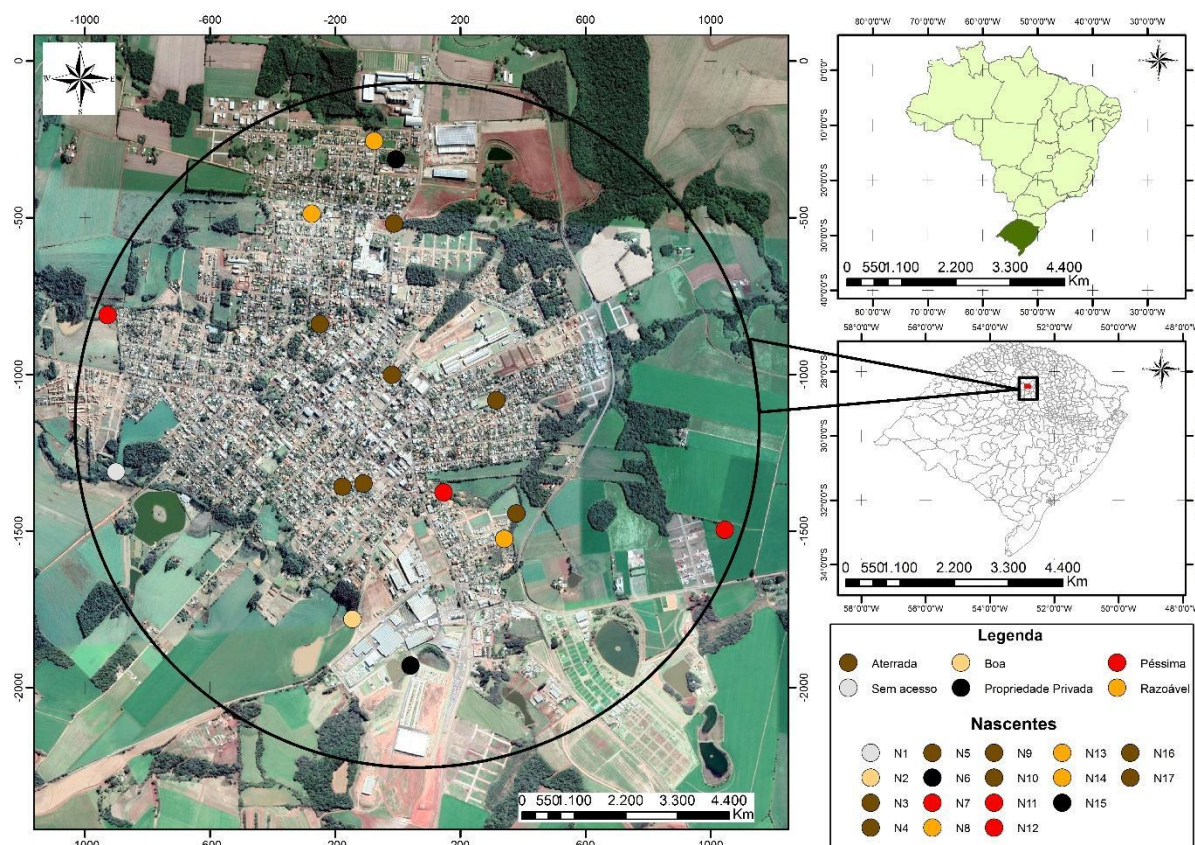 -1000 -600 -200 200 600 1000
N
W E
S
0
-500
-1000
-1500
-2000
0
-500
-1000
-1500
-2000
0 550 1.100 2.200 3.300 4.400
Km
-1000 -600 -200 200 600 1000
80°0'0"W 70°0'0"W 60°0'0"W 50°0'0"W 40°0'0"W 30°0'0"W
0°0'0"
10°0'0"S
20°0'0"S
30°0'0"S
40°0'0"S
0 550 1.100 2.200 3.300 4.400
Km
80°0'0"W 70°0'0"W 60°0'0"W 50°0'0"W 40°0'0"W 30°0'0"W
58°0'0"W 56°0'0"W 54°0'0"W 52°0'0"W 50°0'0"W 48°0'0"W
28°0'0"S
30°0'0"S
32°0'0"S
34°0'0"S
0 550 1.100 2.200 3.300 4.400
Km
58°0'0"W 56°0'0"W 54°0'0"W 52°0'0"W 50°0'0"W 48°0'0"W
Legenda
Aterrada Boa Péssima
Sem acesso Propriedade Privada Razoável
Nascentes
N1 N5 N9 N13 N16
N2 N6 N10 N14 N17
N3 N7 N11 N15
N4 N8 N12